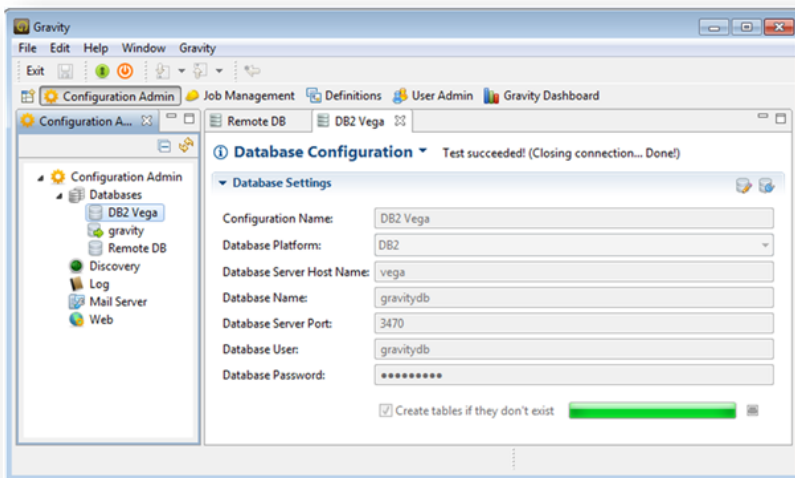 Gravity
File Edit Help Window Gravity
Exit
Configuration Admin Job Management Definitions User Admin Gravity Dashboard
Configuration A...
Remote DB DB2 Vega
Configuration Admin
Databases
DB2 Vega
gravity
Remote DB
Discovery
Log
Mail Server
Web
Database Configuration Test succeeded! (Closing connection... Done!)
Database Settings
Configuration Name: DB2 Vega
Database Platform: DB2
Database Server Host Name: vega
Database Name: gravitydb
Database Server Port: 3470
Database User: gravitydb
Database Password: •••••••••
Create tables if they don't exist